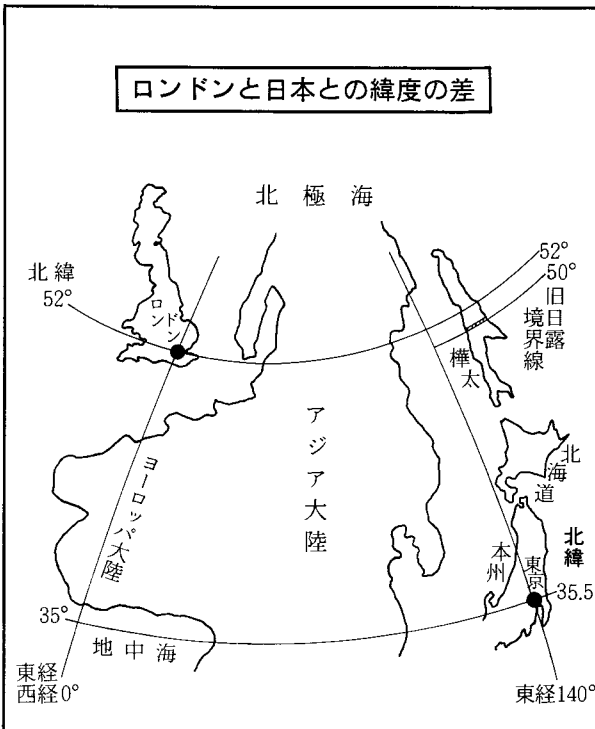 ロンドンと日本との緯度の差
北極海
北緯
52°
ロンドン
52°
50°
旧日露
境界線
樺太
アジア大陸
ヨーロッパ大陸
北海道
本州
北緯
東京
35.5
35°
地中海
東経
西経0°
東経140°